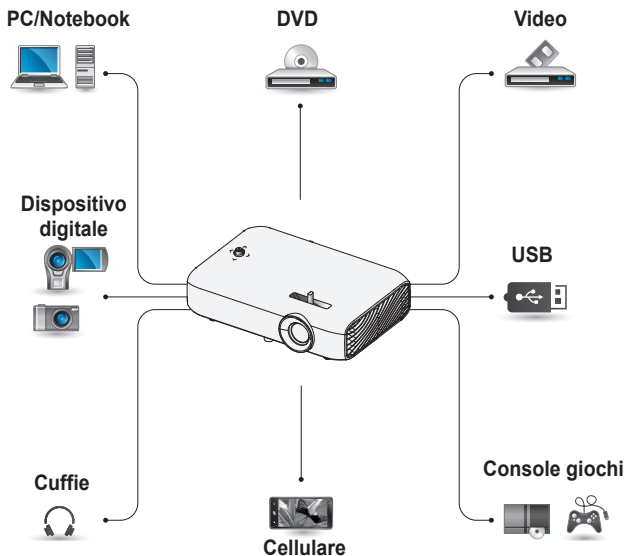 PC/Notebook
DVD
Video
Dispositivo
digitale
USB
Cuffie
Cellulare
Console giochi